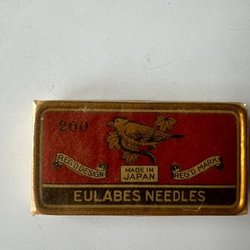 200
REG'D DESIGN
MADE IN
JAPAN
REG'D MARK
EULABES NEEDLES